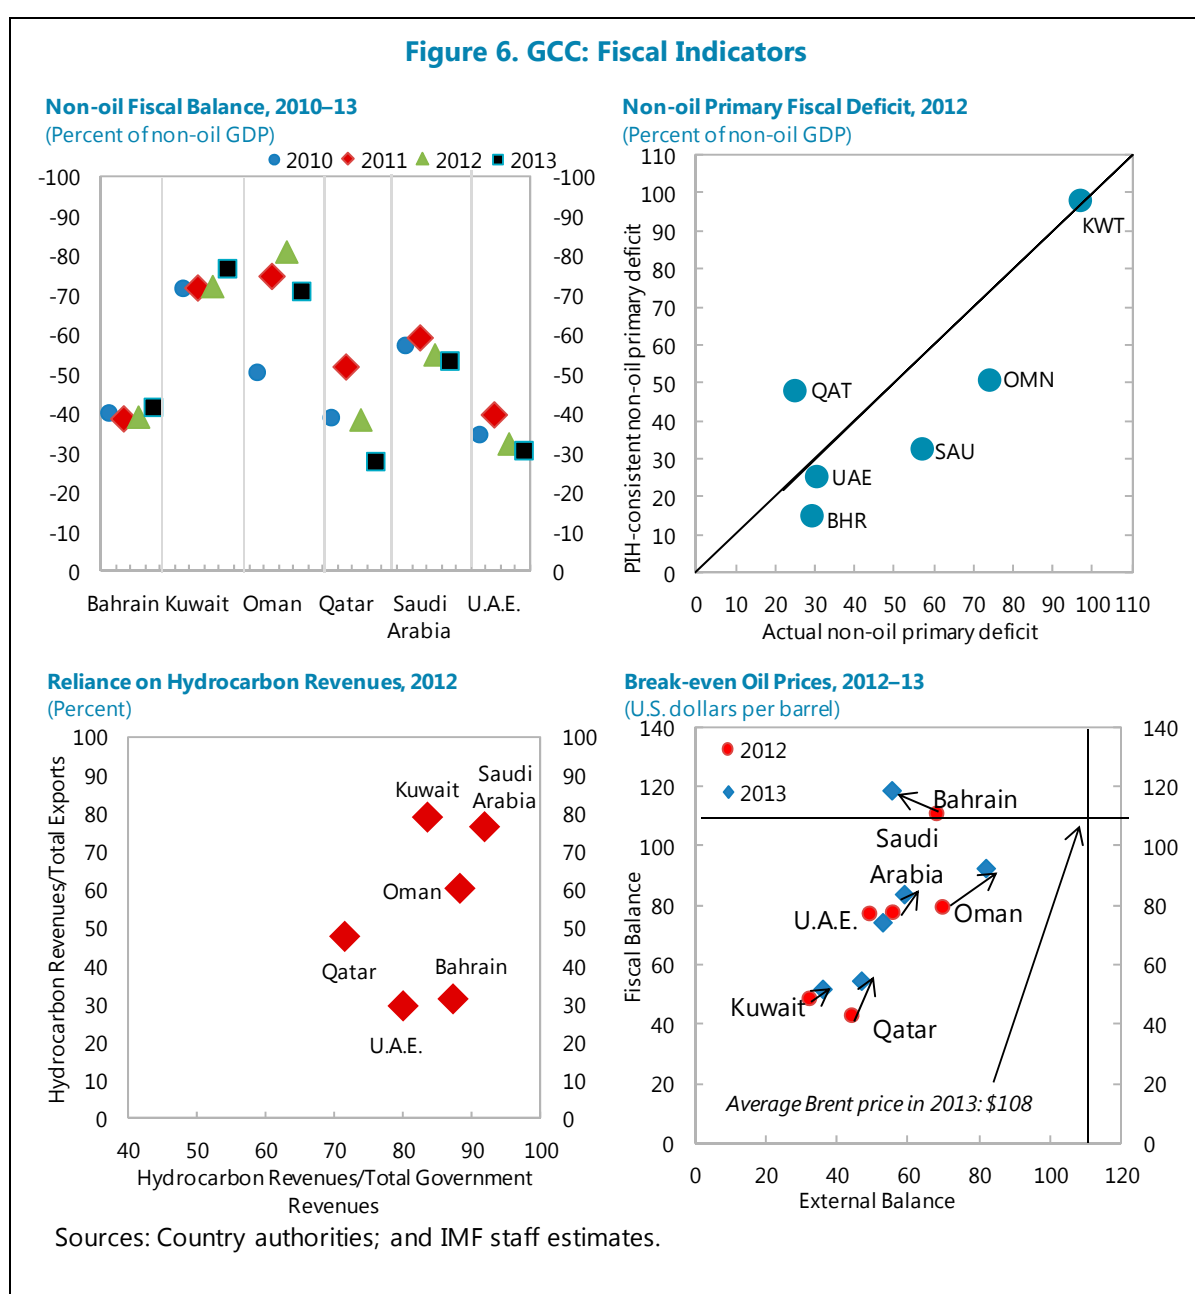 Figure 6. GCC: Fiscal Indicators
Non-oil Fiscal Balance, 2010–13
(Percent of non-oil GDP)
2010 2011 2012 2013
-100 -100
-90 -90
-80 -80
-70 -70
-60 -60
-50 -50
-40 -40
-30 -30
-20 -20
-10 -10
0 0
Bahrain Kuwait Oman Qatar Saudi Arabia U.A.E.
Non-oil Primary Fiscal Deficit, 2012
(Percent of non-oil GDP)
PIH-consistent non-oil primary deficit
110
100
90
80
70
60
50
40
30
20
10
0
KWT
QAT
OMN
SAU
UAE
BHR
0 10 20 30 40 50 60 70 80 90 100 110
Actual non-oil primary deficit
Reliance on Hydrocarbon Revenues, 2012
(Percent)
Hydrocarbon Revenues/Total Exports
100 100
90 90
80 80
70 70
60 60
50 50
40 40
30 30
20 20
10 10
0 0
Kuwait
Saudi
Arabia
Oman
Qatar
Bahrain
U.A.E.
40 50 60 70 80 90 100
Hydrocarbon Revenues/Total Government
Revenues
Break-even Oil Prices, 2012–13
(U.S. dollars per barrel)
Fiscal Balance
140 140
120 120
100 100
80 80
60 60
40 40
20 20
0 0
2012
2013
Bahrain
Saudi
Arabia
U.A.E.
Oman
Kuwait
Qatar
Average Brent price in 2013: $108
0 20 40 60 80 100 120
External Balance
Sources: Country authorities; and IMF staff estimates.